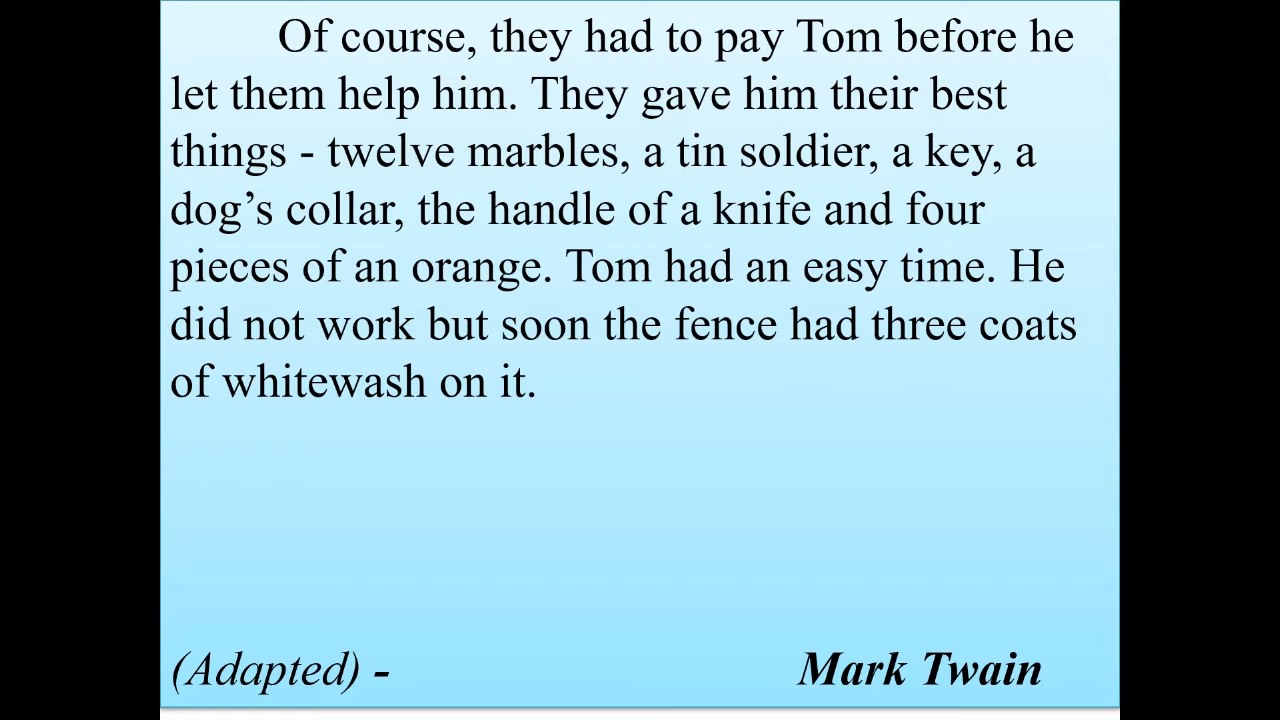 Of course, they had to pay Tom before he
let them help him. They gave him their best
things - twelve marbles, a tin soldier, a key, a
dog’s collar, the handle of a knife and four
pieces of an orange. Tom had an easy time. He
did not work but soon the fence had three coats
of whitewash on it.
(Adapted) - Mark Twain